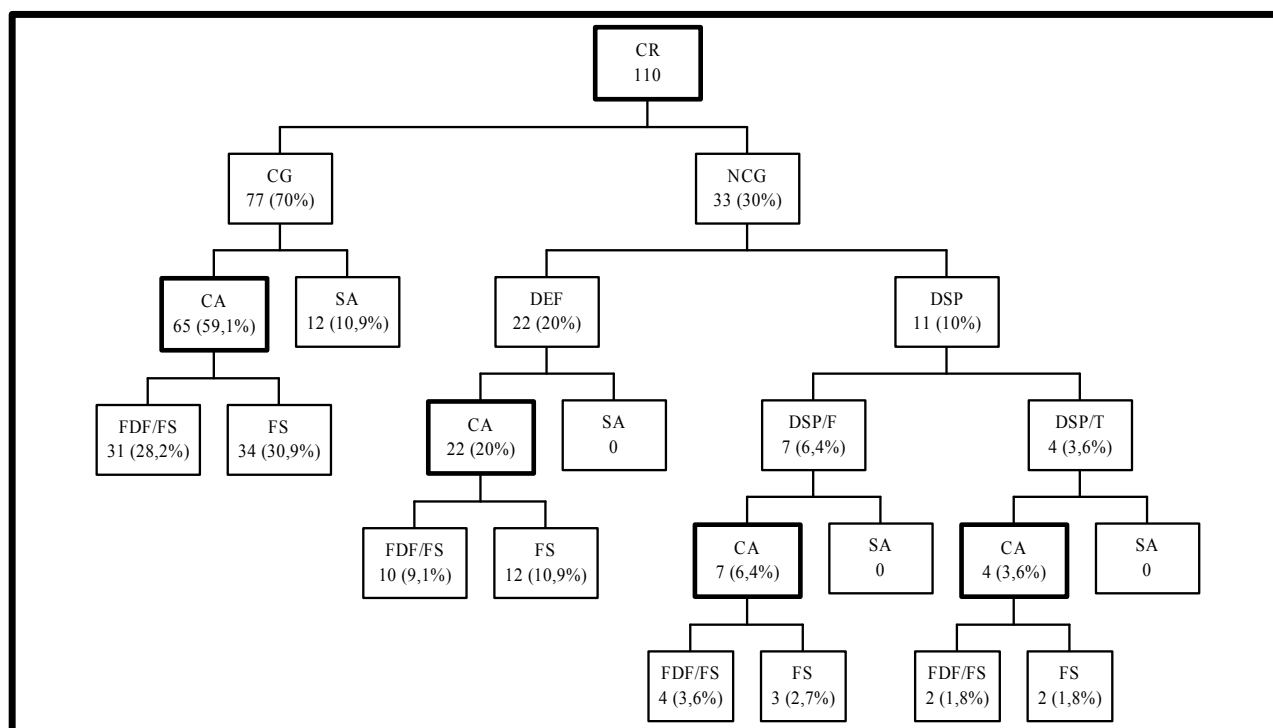 CR
110
CG
77 (70%)
NCG
33 (30%)
CA
65 (59,1%)
SA
12 (10,9%)
DEF
22 (20%)
DSP
11 (10%)
FDF/FS
31 (28,2%)
FS
34 (30,9%)
CA
22 (20%)
SA
0
DSP/F
7 (6,4%)
DSP/T
4 (3,6%)
FDF/FS
10 (9,1%)
FS
12 (10,9%)
CA
7 (6,4%)
SA
0
CA
4 (3,6%)
SA
0
FDF/FS
4 (3,6%)
FS
3 (2,7%)
FDF/FS
2 (1,8%)
FS
2 (1,8%)